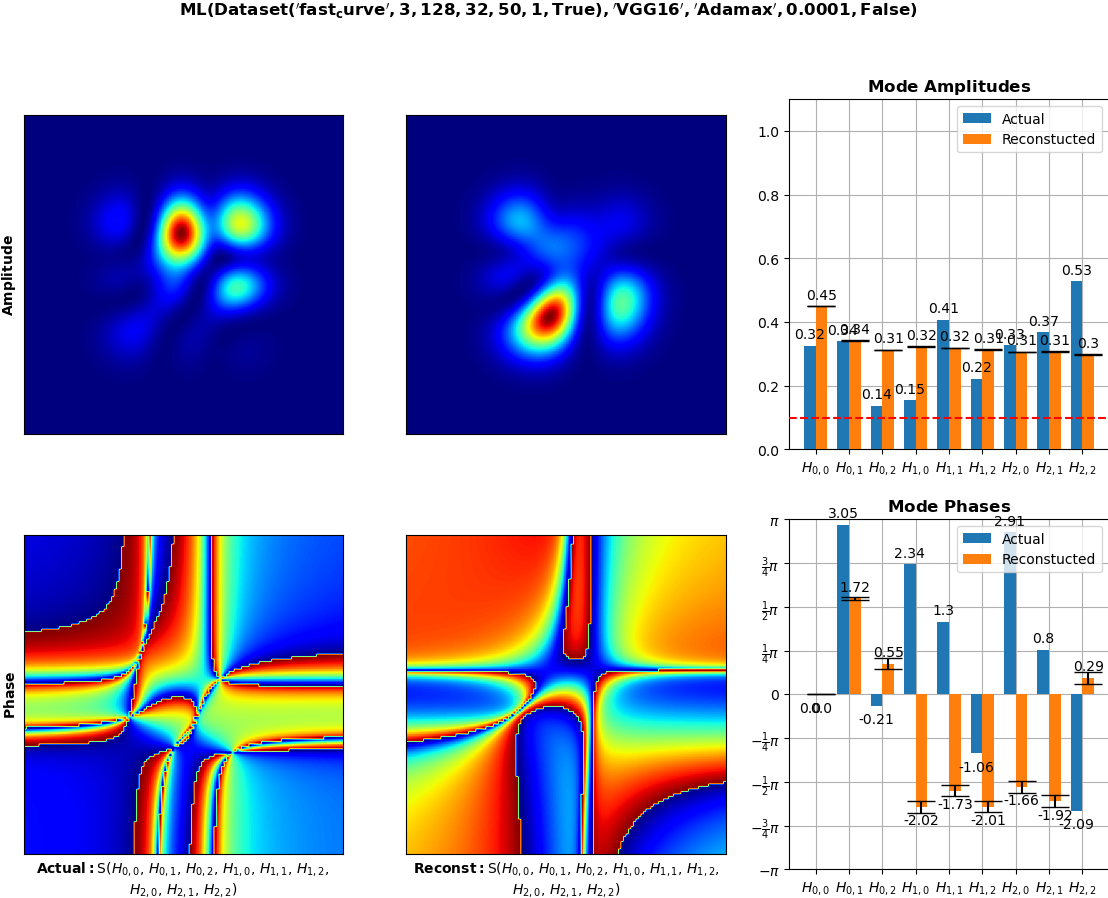 ML(Dataset('fast_curve', 3, 128, 32, 50, 1, True), 'VGG16', 'Adamax', 0.0001, False)
Amplitude
Mode Amplitudes
Actual
Reconstucted
1.0
0.8
0.6
0.4
0.2
0.0
0.32 0.45 0.34 0.34 0.14 0.31 0.15 0.32 0.41 0.32 0.22 0.31 0.33 0.31 0.37 0.31 0.53 0.3
H0,0 H0,1 H0,2 H1,0 H1,1 H1,2 H2,0 H2,1 H2,2
Phase
Actual: S(H0,0, H0,1, H0,2, H1,0, H1,1, H1,2,
H2,0, H2,1, H2,2)
Reconst: S(H0,0, H0,1, H0,2, H1,0, H1,1, H1,2,
H2,0, H2,1, H2,2)
Mode Phases
Actual
Reconstucted
π
3/4π
1/2π
1/4π
0
−1/4π
−1/2π
−3/4π
−π
0.0 0.0 3.05 1.72 -0.21 0.55 2.34 -2.02 1.3 -1.73 -1.06 -2.01 2.91 -1.66 0.8 -1.92 -2.09 0.29
H0,0 H0,1 H0,2 H1,0 H1,1 H1,2 H2,0 H2,1 H2,2